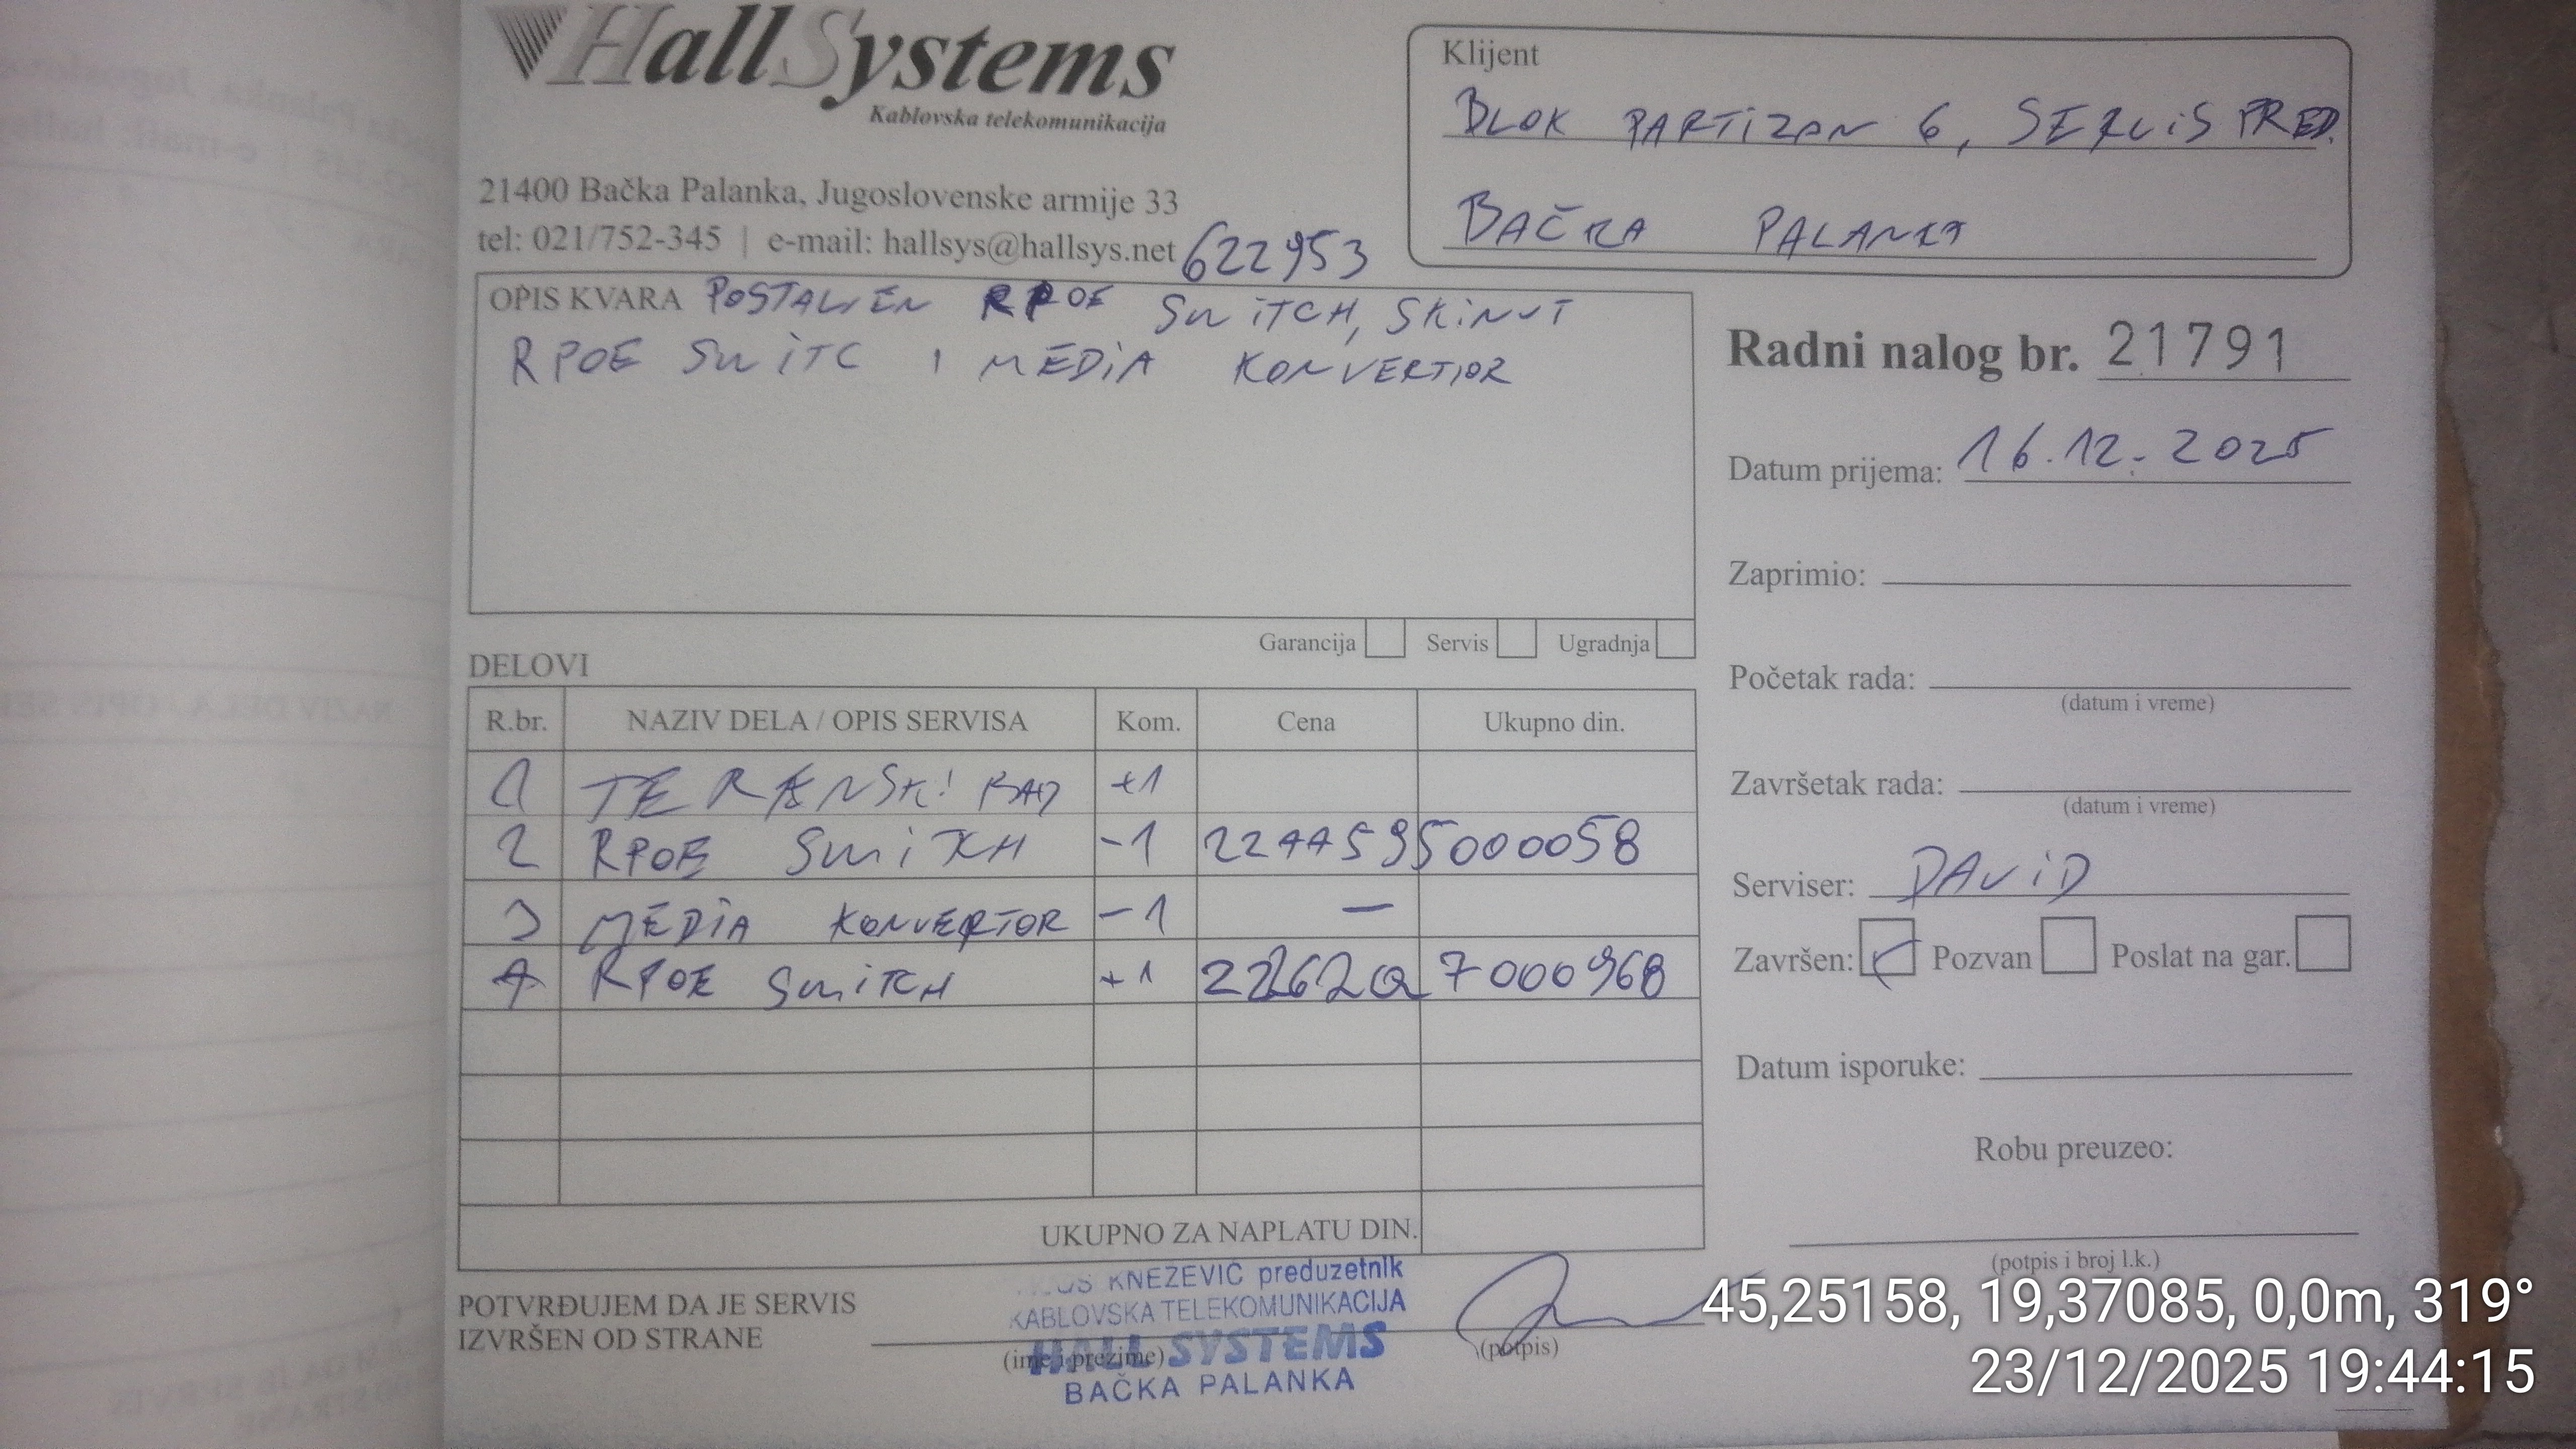 HallSystems
Kablovska telekomunikacija
21400 Bačka Palanka, Jugoslovenske armije 33
tel: 021/752-345 | e-mail: hallsys@hallsys.net 622953
Klijent
BLOK PARTIZAN 6, SERVIS PRED.
BAČKA PALANKA
OPIS KVARA POSTAVLJEN RPOE SWITCH, SKINUT
RPOE SWITC I MEDIA KONVERTOR
Radni nalog br. 21791
Datum prijema: 16.12.2025
Zaprimio:
Početak rada:
(datum i vreme)
Završetak rada:
(datum i vreme)
Serviser: DAVID
Završen: Pozvan Poslat na gar.
Datum isporuke:
Robu preuzeo:
(potpis i broj l.k.)
Garancija Servis Ugradnja
DELOVI
R.br. NAZIV DELA / OPIS SERVISA Kom. Cena Ukupno din.
1 TERENSKI RAD +1
2 RPOE SWITCH -1 2244595000058
3 MEDIA KONVERTOR -1 –
4 RPOE SWITCH +1 22620 7000968
UKUPNO ZA NAPLATU DIN.
POTVRĐUJEM DA JE SERVIS
IZVRŠEN OD STRANE
(ime i prezime)
(potpis)
KNEŽEVIĆ preduzetnik
KABLOVSKA TELEKOMUNIKACIJA
HALL SYSTEMS
BAČKA PALANKA
45,25158, 19,37085, 0,0m, 319°
23/12/2025 19:44:15